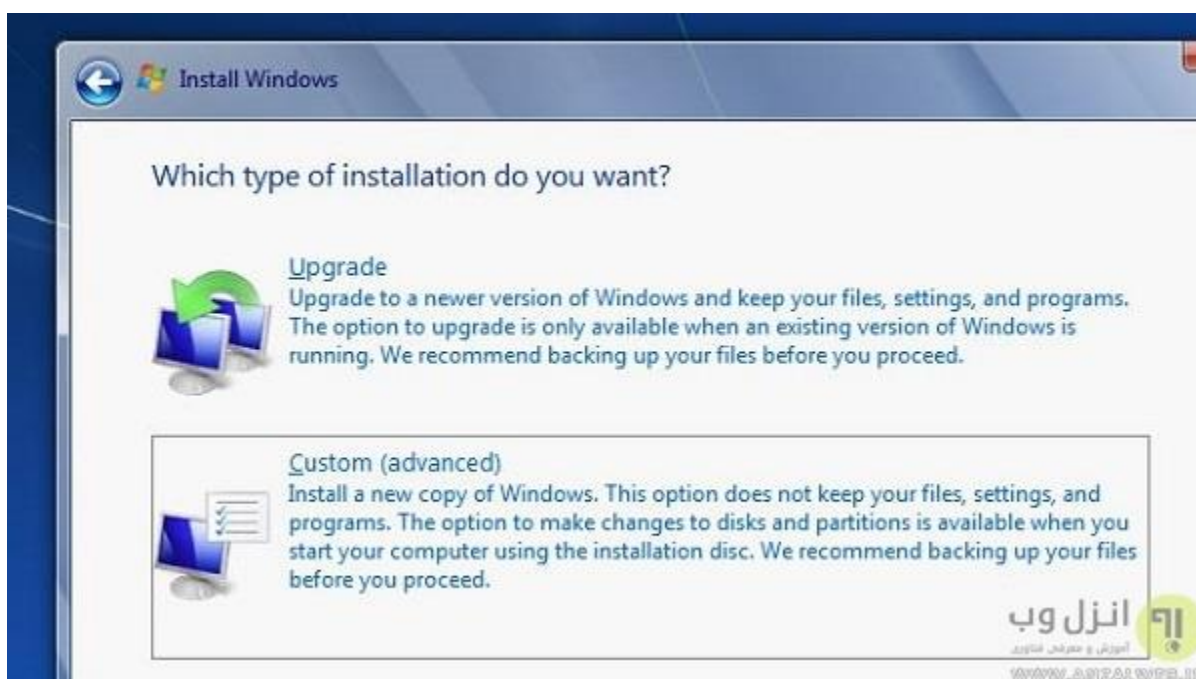 Install Windows
Which type of installation do you want?
Upgrade
Upgrade to a newer version of Windows and keep your files, settings, and programs.
The option to upgrade is only available when an existing version of Windows is
running. We recommend backing up your files before you proceed.
Custom (advanced)
Install a new copy of Windows. This option does not keep your files, settings, and
programs. The option to make changes to disks and partitions is available when you
start your computer using the installation disc. We recommend backing up your files
before you proceed.
انزل وب
آموزش و معرفی فناوری